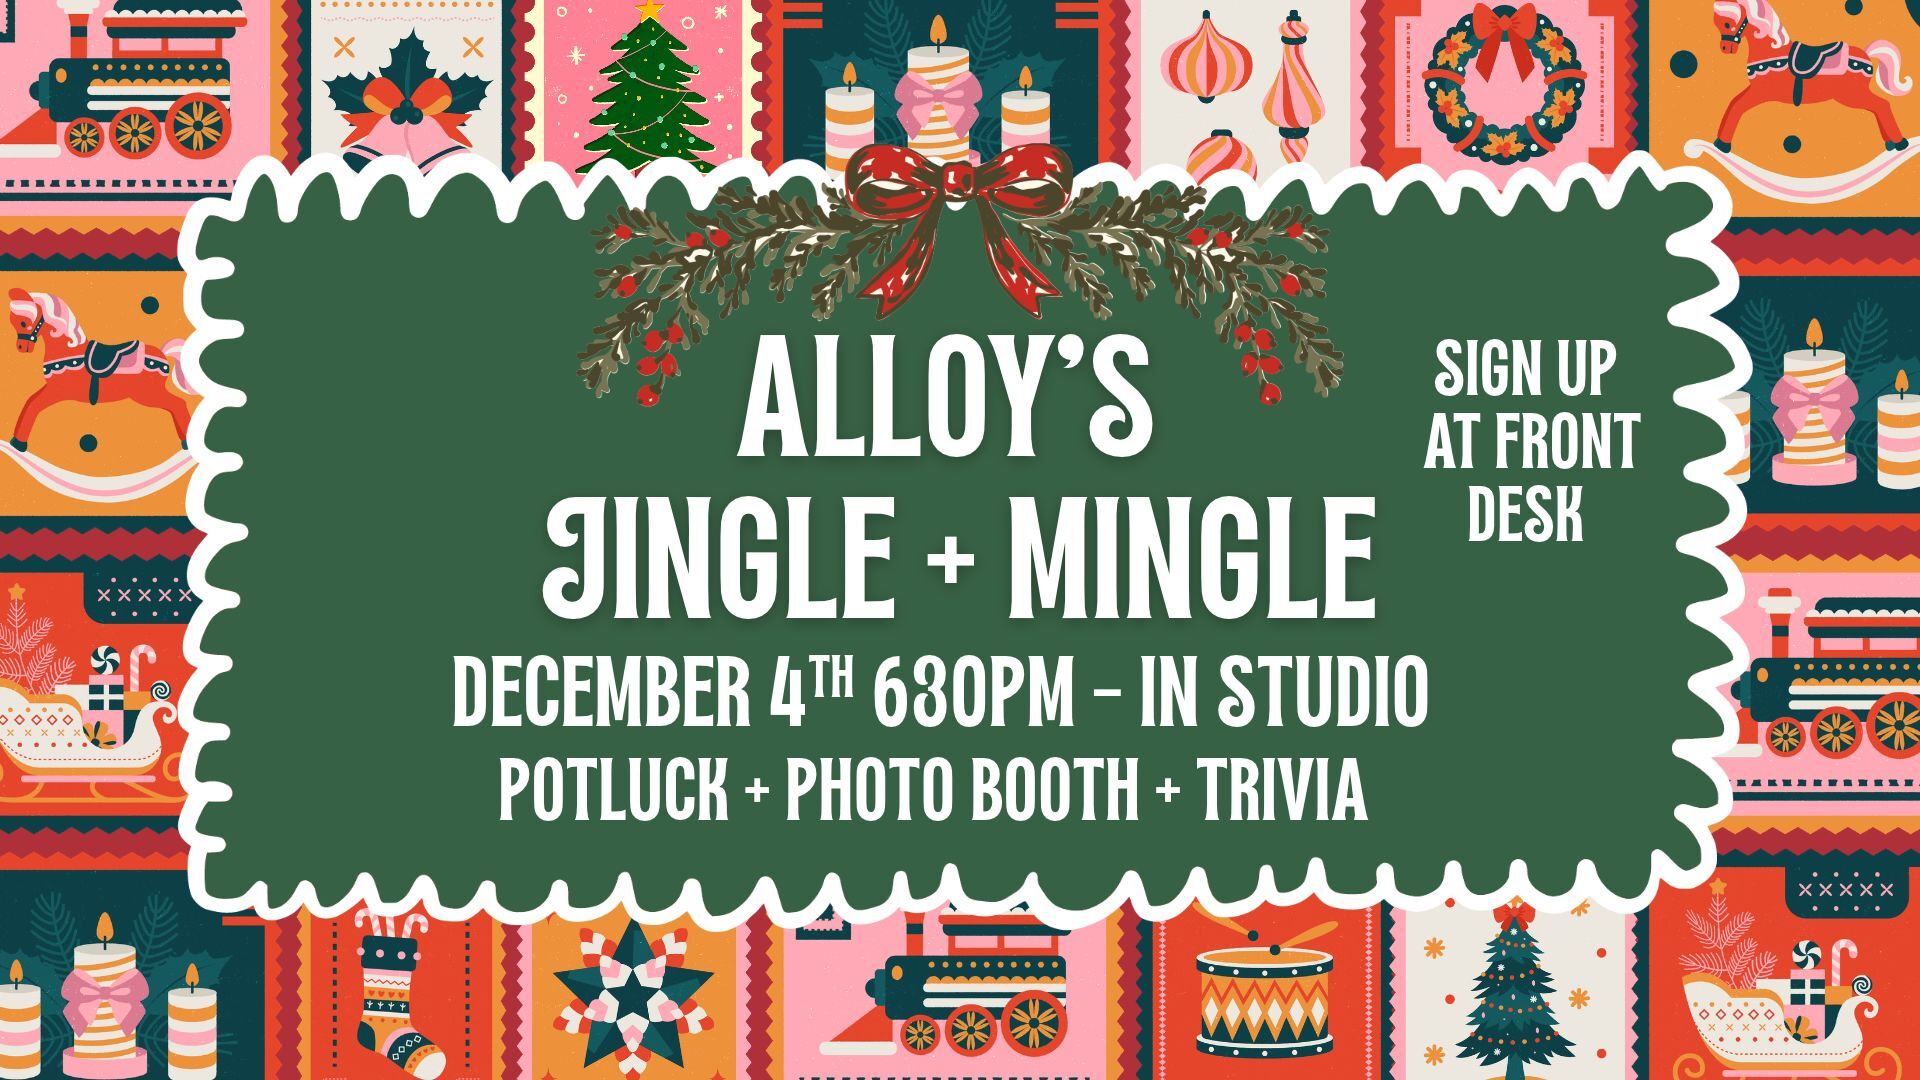 ALLOY'S
JINGLE + MINGLE
DECEMBER 4TH 630PM – IN STUDIO
POTLUCK + PHOTO BOOTH + TRIVIA
SIGN UP
AT FRONT
DESK